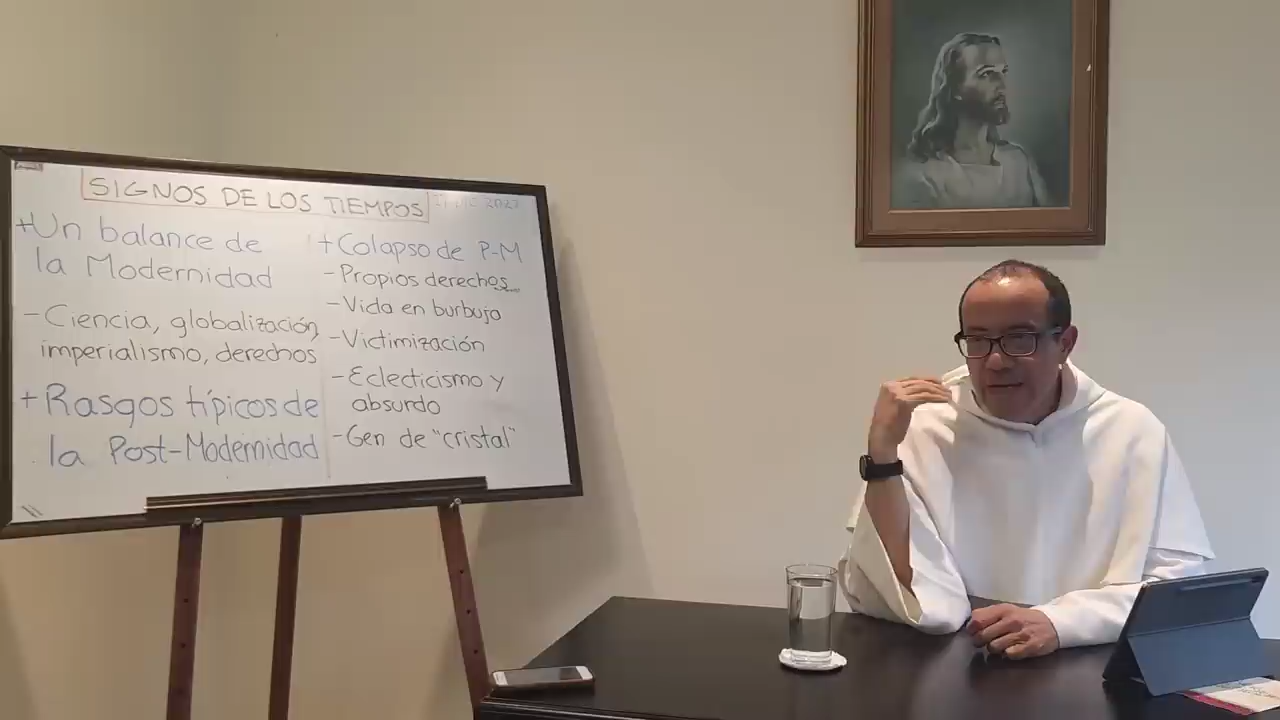 SIGNOS DE LOS TIEMPOS
+Un balance de
la Modernidad
-Ciencia, globalización,
imperialismo, derechos
+Rasgos típicos de
la Post-Modernidad
+Colapso de P-M
-Propios derechos
-Vida en burbuja
-Victimización
-Eclecticismo y
absurdo
-Gen de "cristal"